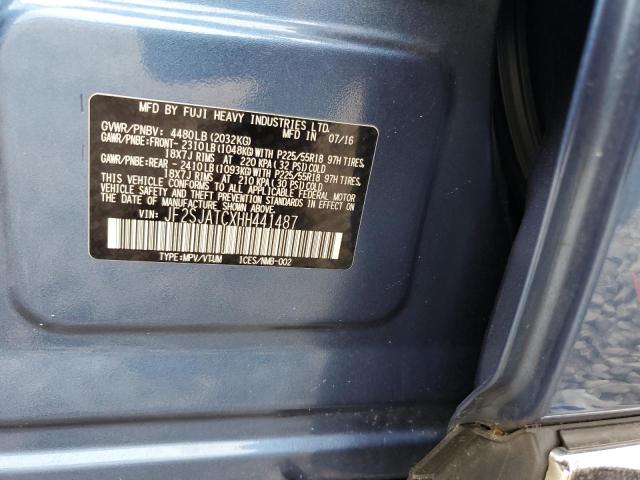 MFD BY FUJI HEAVY INDUSTRIES LTD.
GVWR/PNBV: 4480LB(2032KG) MFD IN 07/16
GAWR/PNBE:FRONT- 2310LB(1048KG)WITH P225/55R18 97H TIRES,
18X7J RIMS AT 220 KPA(32 PSI)COLD
GAWR/PNBE:REAR - 2410LB(1093KG)WITH P225/55R18 97H TIRES,
18X7J RIMS AT 210 KPA(30 PSI)COLD
THIS VEHICLE CONFORMS TO ALL APPLICABLE FEDERAL MOTOR
VEHICLE SAFETY AND THEFT PREVENTION STANDARDS IN EFFECT
ON THE DATE OF MANUFACTURE SHOWN ABOVE.
VIN: JF2SJATCXHH441487
TYPE:MPV/VTUM ICES/NMB-002